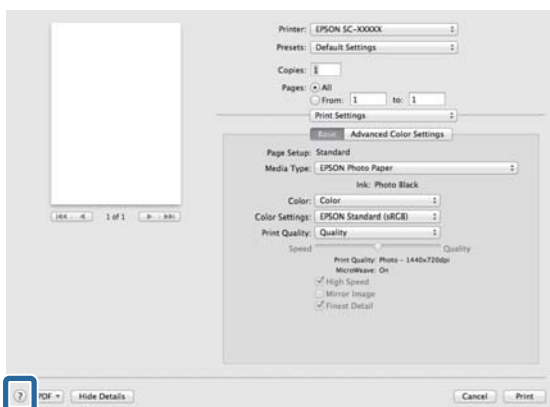 Printer: EPSON SC-XXXXX
Presets: Default Settings
Copies: 1
Pages: All
From: 1 to: 1
Print Settings
Basic Advanced Color Settings
Page Setup: Standard
Media Type: EPSON Photo Paper
Ink: Photo Black
Color: Color
1 of 1
Color Settings: EPSON Standard (sRGB)
Print Quality: Quality
Speed Quality
Print Quality: Photo - 1440x720dpi
MicroWeave: On
High Speed
Mirror Image
Finest Detail
? PDF Hide Details Cancel Print